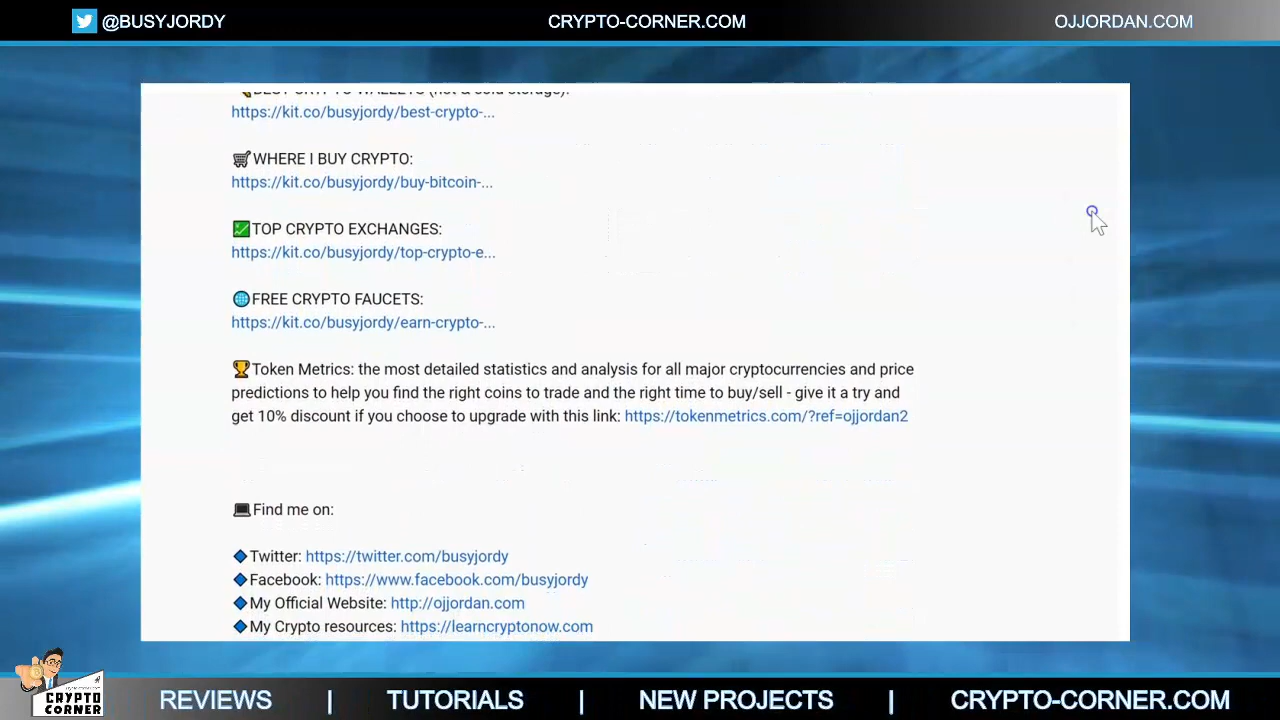 @BUSYJORDY
CRYPTO-CORNER.COM
OJJORDAN.COM
BEST CRYPTO WALLETS (hot & cold storage):
https://kit.co/busyjordy/best-crypto-...
WHERE I BUY CRYPTO:
https://kit.co/busyjordy/buy-bitcoin-...
TOP CRYPTO EXCHANGES:
https://kit.co/busyjordy/top-crypto-e...
FREE CRYPTO FAUCETS:
https://kit.co/busyjordy/earn-crypto-...
Token Metrics: the most detailed statistics and analysis for all major cryptocurrencies and price
predictions to help you find the right coins to trade and the right time to buy/sell - give it a try and
get 10% discount if you choose to upgrade with this link: https://tokenmetrics.com/?ref=ojjordan2
Find me on:
Twitter: https://twitter.com/busyjordy
Facebook: https://www.facebook.com/busyjordy
My Official Website: http://ojjordan.com
My Crypto resources: https://learncryptonow.com
CRYPTO
CORNER
REVIEWS | TUTORIALS | NEW PROJECTS | CRYPTO-CORNER.COM